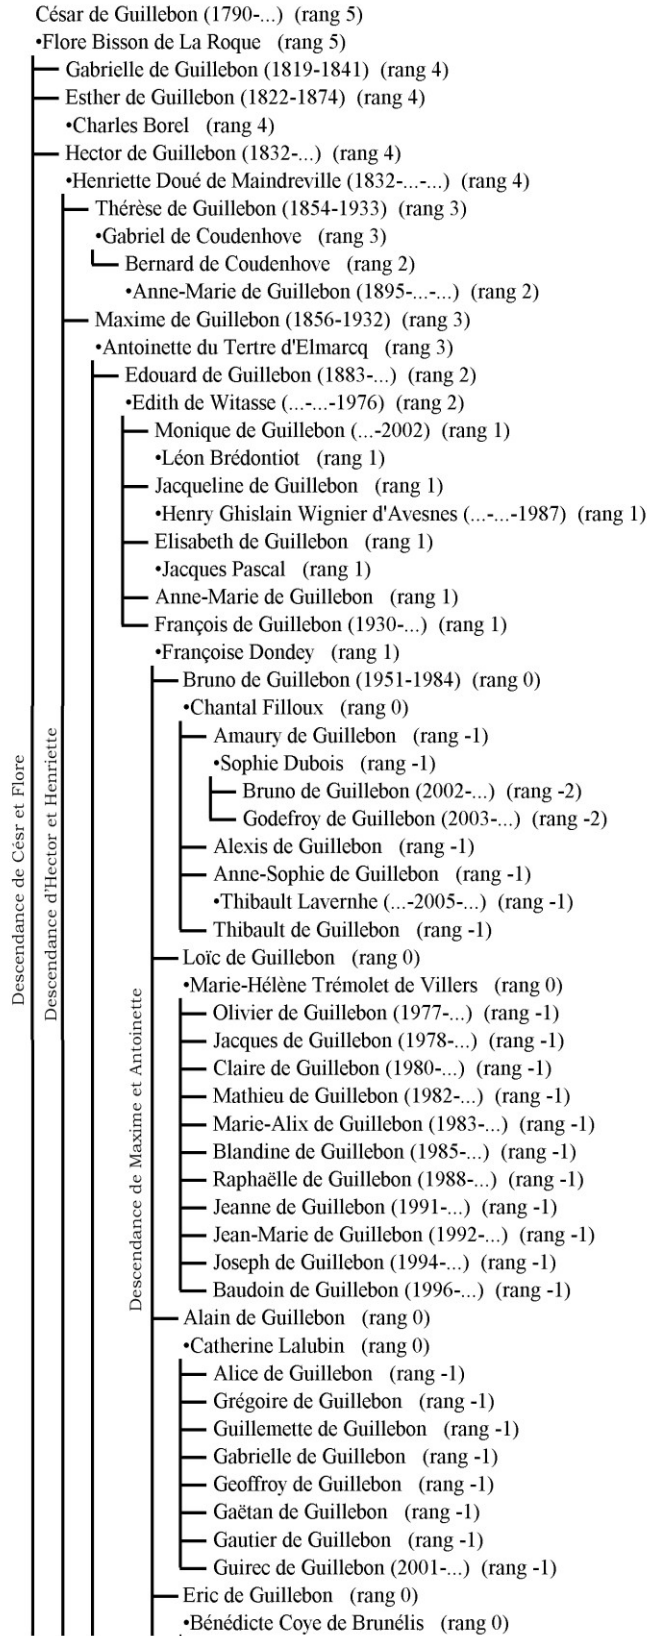 César de Guillebon (1790-...) (rang 5)
•Flore Bisson de La Roque (rang 5)
Gabrielle de Guillebon (1819-1841) (rang 4)
Esther de Guillebon (1822-1874) (rang 4)
•Charles Borel (rang 4)
Hector de Guillebon (1832-...) (rang 4)
•Henriette Doué de Maindreville (1832-...-...) (rang 4)
Thérèse de Guillebon (1854-1933) (rang 3)
•Gabriel de Coudenhove (rang 3)
Bernard de Coudenhove (rang 2)
•Anne-Marie de Guillebon (1895-...-...) (rang 2)
Maxime de Guillebon (1856-1932) (rang 3)
•Antoinette du Tertre d'Elmarcq (rang 3)
Edouard de Guillebon (1883-...) (rang 2)
•Edith de Witasse (...-...-1976) (rang 2)
Monique de Guillebon (...-2002) (rang 1)
•Léon Brédontiot (rang 1)
Jacqueline de Guillebon (rang 1)
•Henry Ghislain Wignier d'Avesnes (...-...-1987) (rang 1)
Elisabeth de Guillebon (rang 1)
•Jacques Pascal (rang 1)
Anne-Marie de Guillebon (rang 1)
François de Guillebon (1930-...) (rang 1)
•Françoise Dondey (rang 1)
Bruno de Guillebon (1951-1984) (rang 0)
•Chantal Filloux (rang 0)
Amaury de Guillebon (rang -1)
•Sophie Dubois (rang -1)
Bruno de Guillebon (2002-...) (rang -2)
Godefroy de Guillebon (2003-...) (rang -2)
Alexis de Guillebon (rang -1)
Anne-Sophie de Guillebon (rang -1)
•Thibault Lavernhe (...-2005-...) (rang -1)
Thibault de Guillebon (rang -1)
Loïc de Guillebon (rang 0)
•Marie-Hélène Trémolet de Villers (rang 0)
Olivier de Guillebon (1977-...) (rang -1)
Jacques de Guillebon (1978-...) (rang -1)
Claire de Guillebon (1980-...) (rang -1)
Mathieu de Guillebon (1982-...) (rang -1)
Marie-Alix de Guillebon (1983-...) (rang -1)
Blandine de Guillebon (1985-...) (rang -1)
Raphaëlle de Guillebon (1988-...) (rang -1)
Jeanne de Guillebon (1991-...) (rang -1)
Jean-Marie de Guillebon (1992-...) (rang -1)
Joseph de Guillebon (1994-...) (rang -1)
Baudoin de Guillebon (1996-...) (rang -1)
Alain de Guillebon (rang 0)
•Catherine Lalubin (rang 0)
Alice de Guillebon (rang -1)
Grégoire de Guillebon (rang -1)
Guillemette de Guillebon (rang -1)
Gabrielle de Guillebon (rang -1)
Geoffroy de Guillebon (rang -1)
Gaëtan de Guillebon (rang -1)
Gautier de Guillebon (rang -1)
Guirec de Guillebon (2001-...) (rang -1)
Eric de Guillebon (rang 0)
•Bénédicte Coye de Brunélis (rang 0)
Descendance de Césr et Flore
Descendance d'Hector et Henriette
Descendance de Maxime et Antoinette